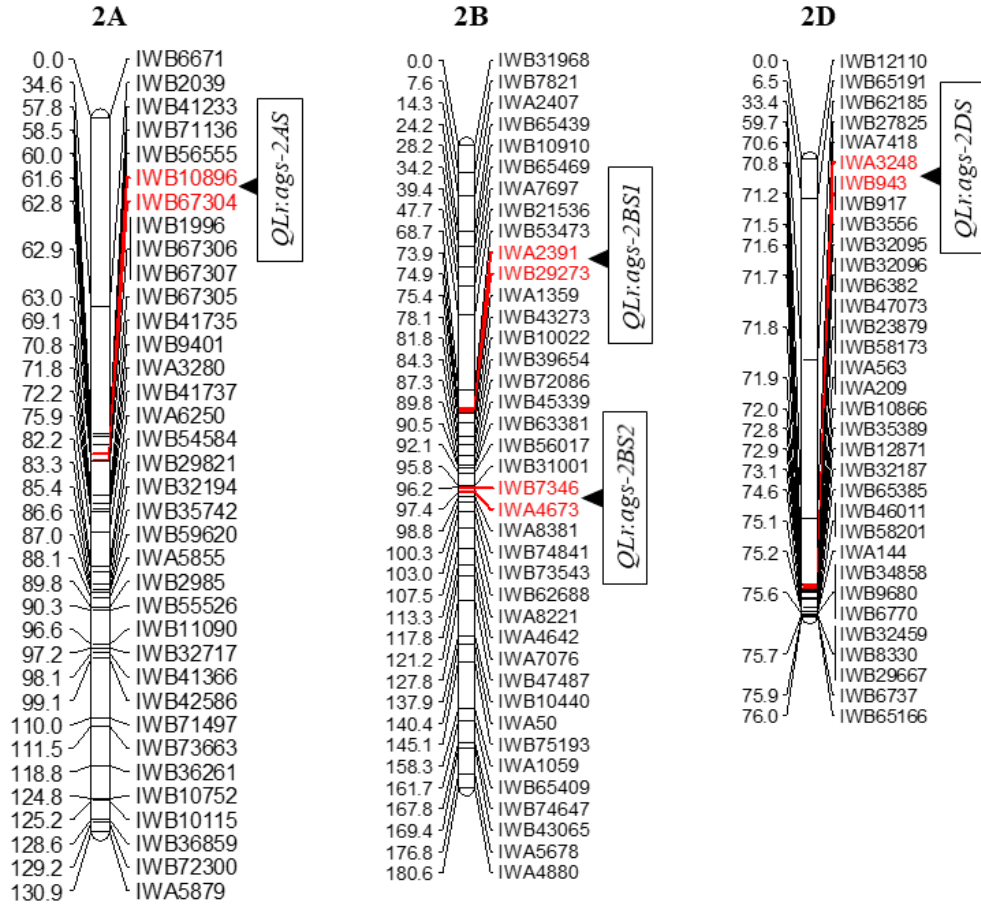 2A
0.0 IWB6671
34.6 IWB2039
57.8 IWB41233
58.5 IWB71136
60.0 IWB56555
61.6 IWB10896
62.8 IWB67304
IWB1996
62.9 IWB67306
IWB67307
63.0 IWB67305
69.1 IWB41735
70.8 IWB9401
71.8 IWA3280
72.2 IWB41737
75.9 IWA6250
82.2 IWB54584
83.3 IWB29821
85.4 IWB32194
86.6 IWB35742
87.0 IWB59620
88.1 IWA5855
89.8 IWB2985
90.3 IWB55526
96.6 IWB11090
97.2 IWB32717
98.1 IWB41366
99.1 IWB42586
110.0 IWB71497
111.5 IWB73663
118.8 IWB36261
124.8 IWB10752
125.2 IWB10115
128.6 IWB36859
129.2 IWB72300
130.9 IWA5879
QLr.ags-2AS
2B
0.0 IWB31968
7.6 IWB7821
14.3 IWA2407
24.2 IWB65439
28.2 IWB10910
34.2 IWB65469
39.4 IWA7697
47.7 IWB21536
68.7 IWB53473
73.9 IWA2391
74.9 IWB29273
75.4 IWA1359
78.1 IWB43273
81.8 IWB10022
84.3 IWB39654
87.3 IWB72086
89.8 IWB45339
90.5 IWB63381
92.1 IWB56017
95.8 IWB31001
96.2 IWB7346
97.4 IWA4673
98.8 IWA8381
100.3 IWB74841
103.0 IWB73543
107.5 IWB62688
113.3 IWA8221
117.8 IWA4642
121.2 IWA7076
127.8 IWB47487
137.9 IWB10440
140.4 IWA50
145.1 IWB75193
158.3 IWA1059
161.7 IWB65409
167.8 IWB74647
169.4 IWB43065
176.8 IWA5678
180.6 IWA4880
QLr.ags-2BS1
QLr.ags-2BS2
2D
0.0 IWB12110
6.5 IWB65191
33.4 IWB62185
59.7 IWB27825
70.6 IWA7418
70.8 IWA3248
IWB943
71.2 IWB917
71.5 IWB3556
71.6 IWB32095
IWB32096
71.7 IWB6382
IWB47073
71.8 IWB23879
IWB58173
IWA563
71.9 IWA209
72.0 IWB10866
72.8 IWB35389
72.9 IWB12871
73.1 IWB32187
74.6 IWB65385
IWB46011
75.1 IWB58201
75.2 IWA144
IWB34858
75.6 IWB9680
IWB6770
IWB32459
75.7 IWB8330
IWB29667
75.9 IWB6737
76.0 IWB65166
QLr.ags-2DS